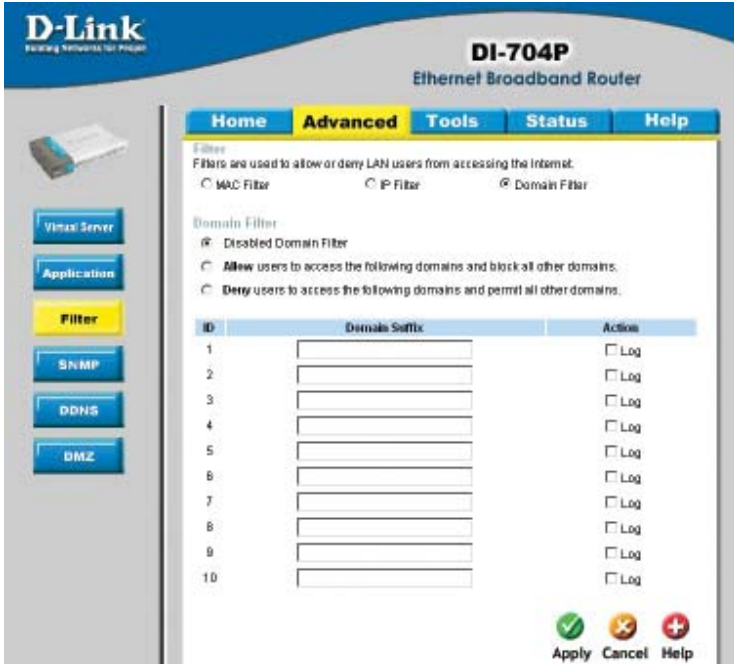 D-Link
Building Networks for People
DI-704P
Ethernet Broadband Router
Home Advanced Tools Status Help
Virtual Server
Application
Filter
SNMP
DDNS
DMZ
Filter
Filters are used to allow or deny LAN users from accessing the Internet.
MAC Filter IP Filter Domain Filter
Domain Filter
Disabled Domain Filter
Allow users to access the following domains and block all other domains.
Deny users to access the following domains and permit all other domains.
ID Domain Suffix Action
1 Log
2 Log
3 Log
4 Log
5 Log
6 Log
7 Log
8 Log
9 Log
10 Log
Apply Cancel Help